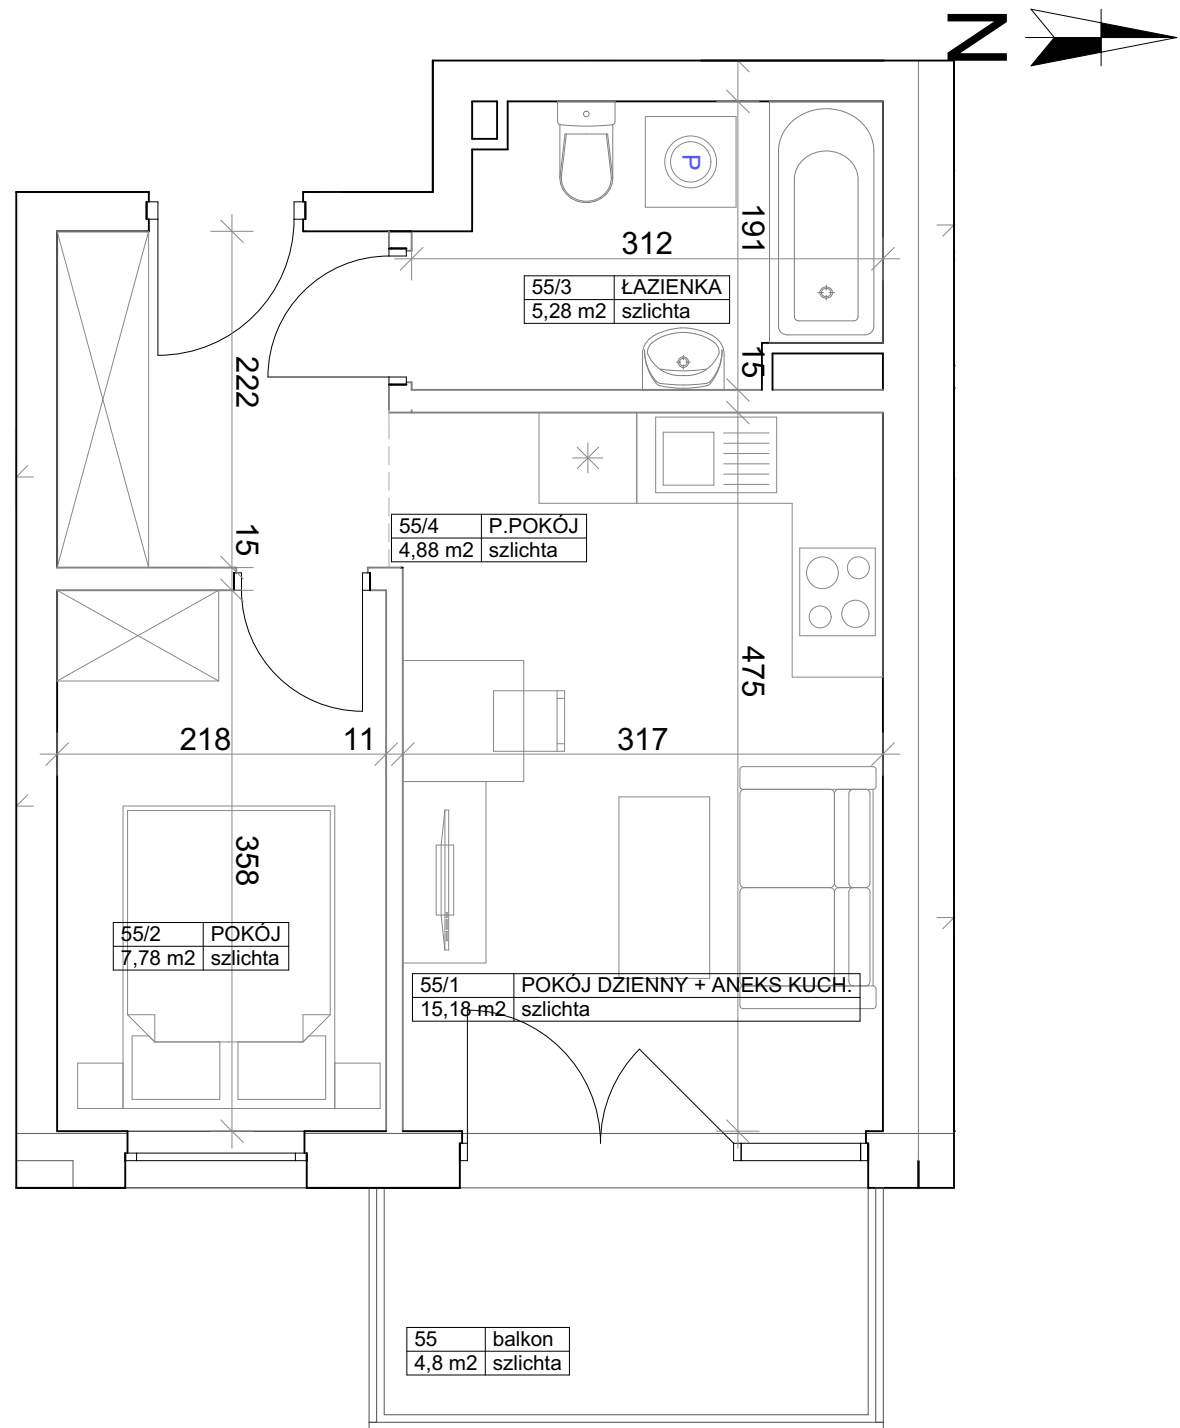 N
P
191
312
55/3 ŁAZIENKA
5,28 m2 szlichta
222
15
15
55/4 P.POKÓJ
4,88 m2 szlichta
475
218 11 317
358
55/2 POKÓJ
7,78 m2 szlichta
55/1 POKÓJ DZIENNY + ANEKS KUCH.
15,18 m2 szlichta
55 balkon
4,8 m2 szlichta